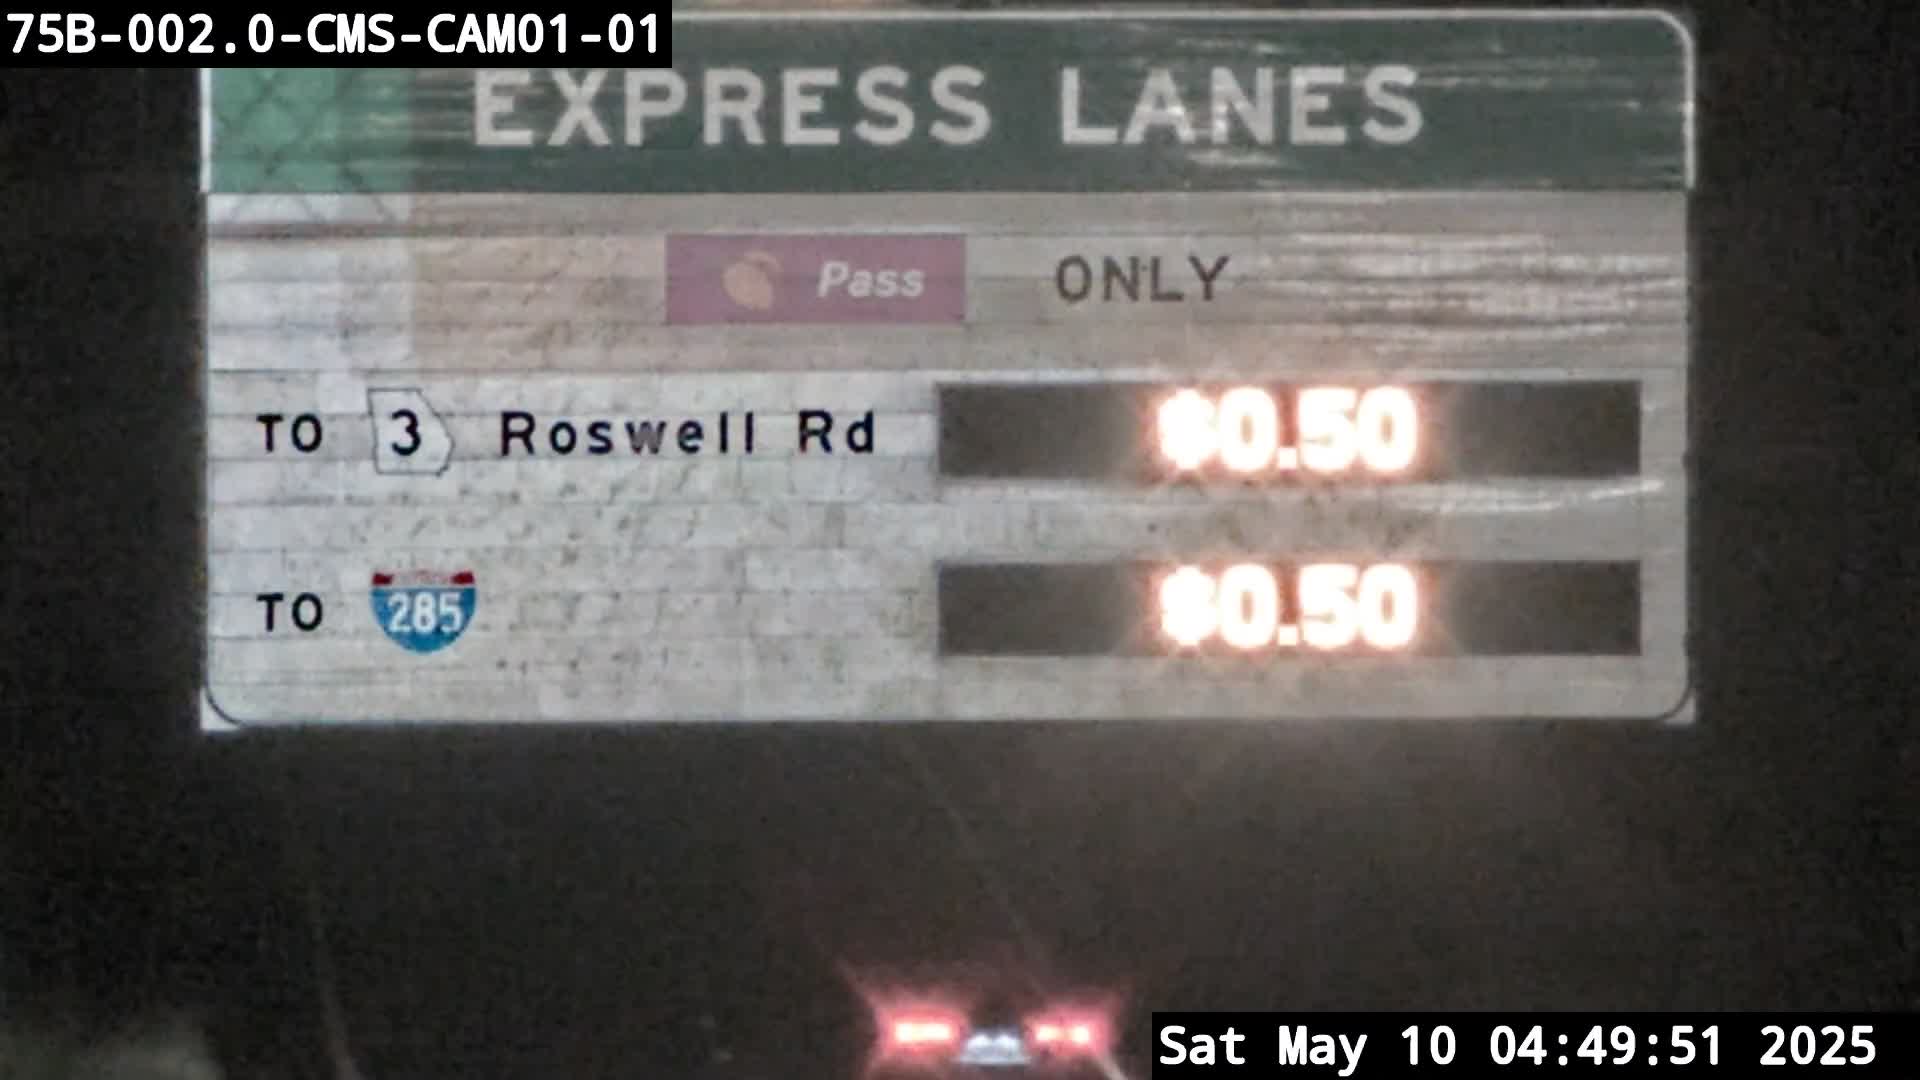 75B-002.0-CMS-CAM01-01
EXPRESS LANES
Pass ONLY
TO 3 Roswell Rd $0.50
TO 285 $0.50
Sat May 10 04:49:51 2025